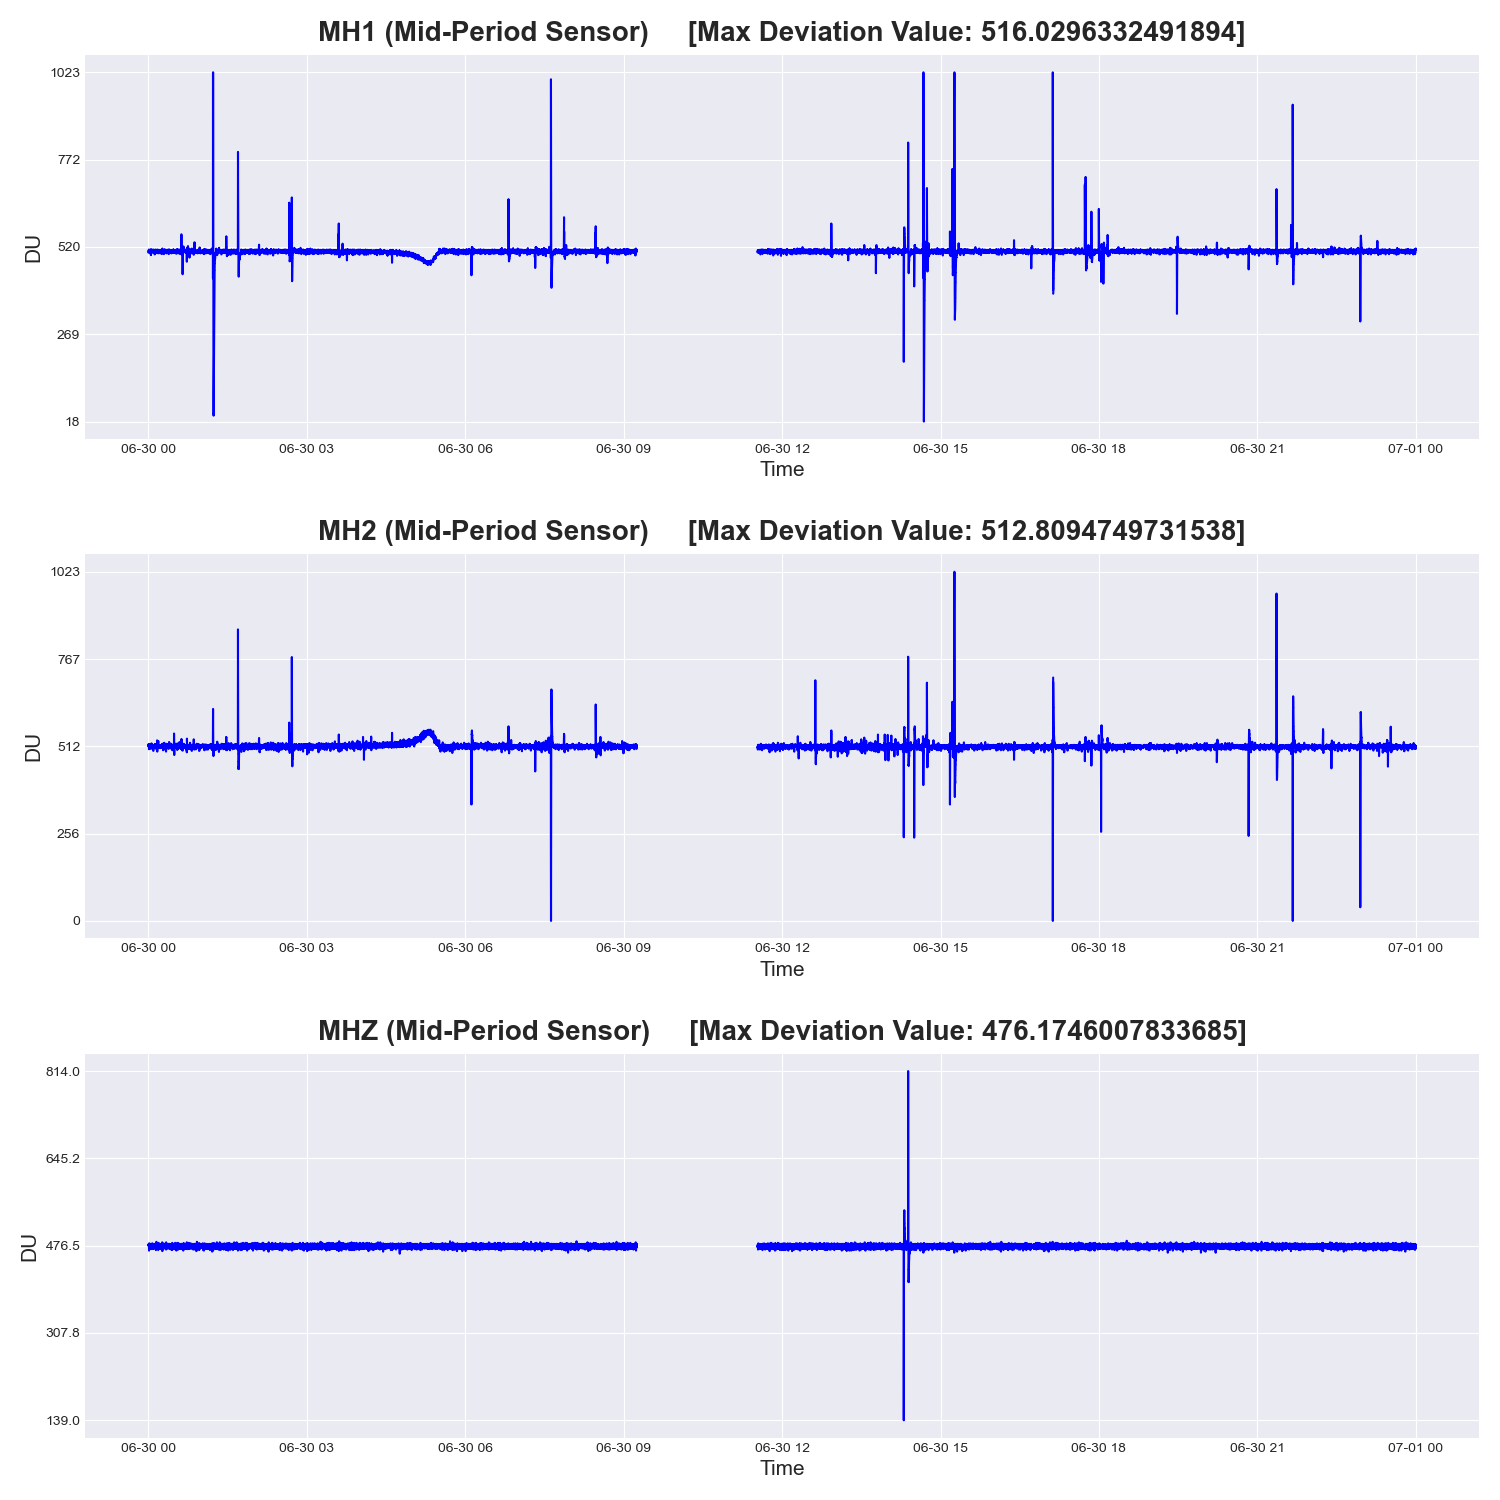 MH1 (Mid-Period Sensor)     [Max Deviation Value: 516.0296332491894]
1023
772
520
269
18
DU
06-30 00 06-30 03 06-30 06 06-30 09 06-30 12 06-30 15 06-30 18 06-30 21 07-01 00
Time
MH2 (Mid-Period Sensor)     [Max Deviation Value: 512.8094749731538]
1023
767
512
256
0
DU
06-30 00 06-30 03 06-30 06 06-30 09 06-30 12 06-30 15 06-30 18 06-30 21 07-01 00
Time
MHZ (Mid-Period Sensor)     [Max Deviation Value: 476.1746007833685]
814.0
645.2
476.5
307.8
139.0
DU
06-30 00 06-30 03 06-30 06 06-30 09 06-30 12 06-30 15 06-30 18 06-30 21 07-01 00
Time